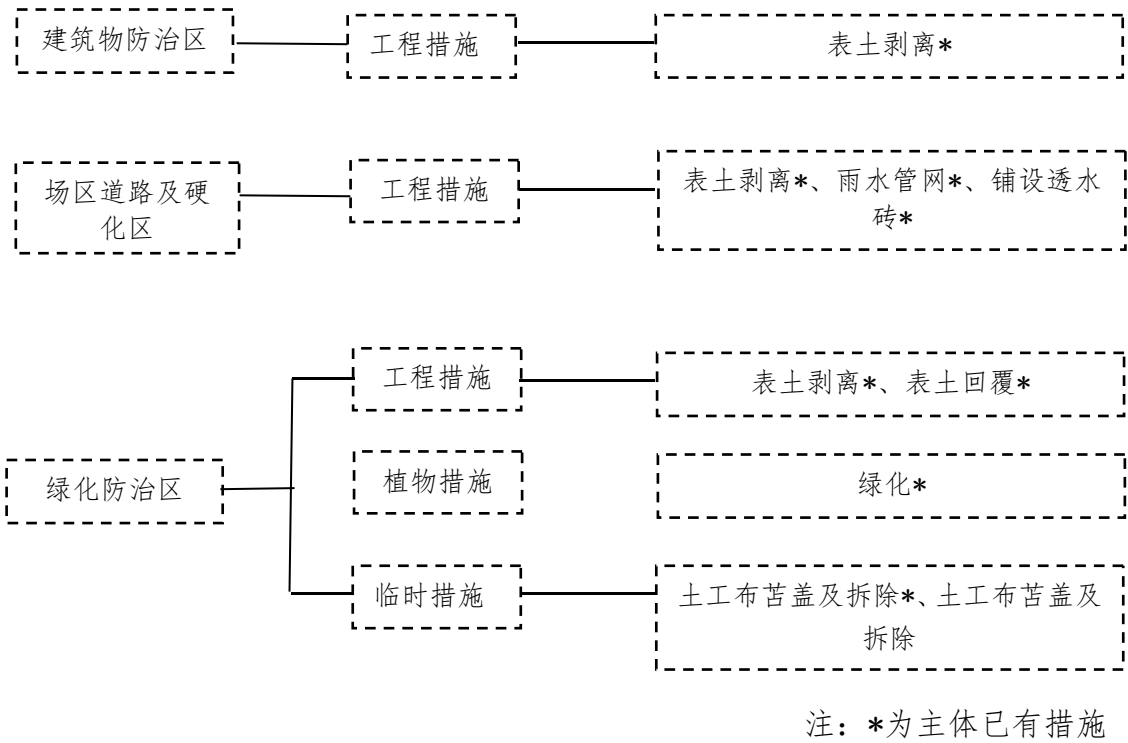 建筑物防治区
工程措施
表土剥离*
场区道路及硬
化区
工程措施
表土剥离*、雨水管网*、铺设透水
砖*
工程措施
表土剥离*、表土回覆*
绿化防治区
植物措施
绿化*
临时措施
土工布苫盖及拆除*、土工布苫盖及
拆除
注：*为主体已有措施